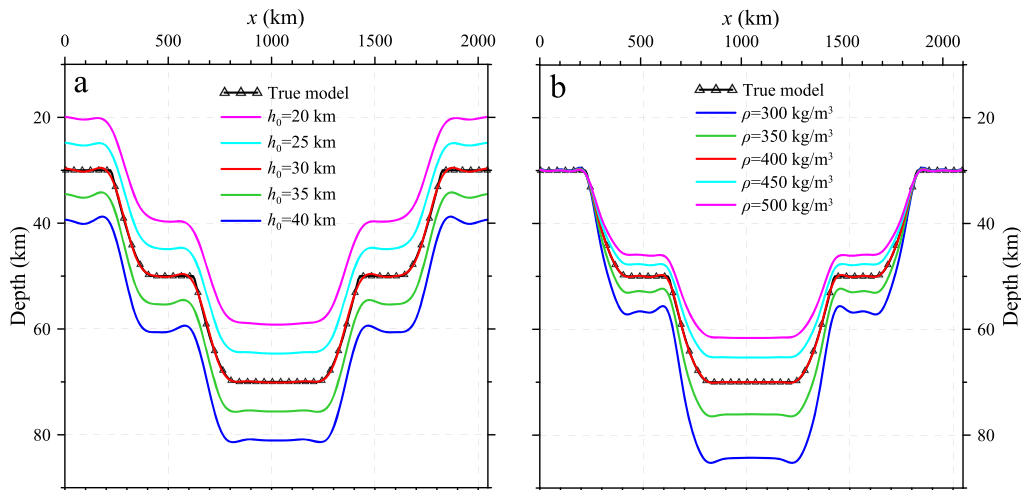 x (km)
0 500 1000 1500 2000
a
True model
h₀=20 km
h₀=25 km
h₀=30 km
h₀=35 km
h₀=40 km
20
40
60
80
Depth (km)
x (km)
0 500 1000 1500 2000
b
True model
ρ=300 kg/m³
ρ=350 kg/m³
ρ=400 kg/m³
ρ=450 kg/m³
ρ=500 kg/m³
20
40
60
80
Depth (km)